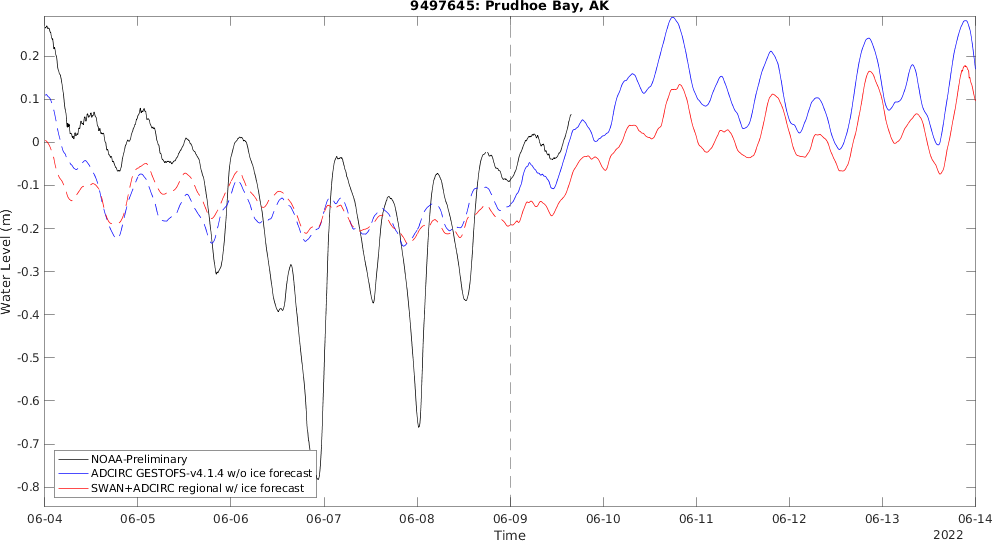 9497645: Prudhoe Bay, AK
Water Level (m)
0.2
0.1
0
-0.1
-0.2
-0.3
-0.4
-0.5
-0.6
-0.7
-0.8
NOAA-Preliminary
ADCIRC GESTOFS-v4.1.4 w/o ice forecast
SWAN+ADCIRC regional w/ ice forecast
06-04 06-05 06-06 06-07 06-08 06-09 06-10 06-11 06-12 06-13 06-14
Time
2022